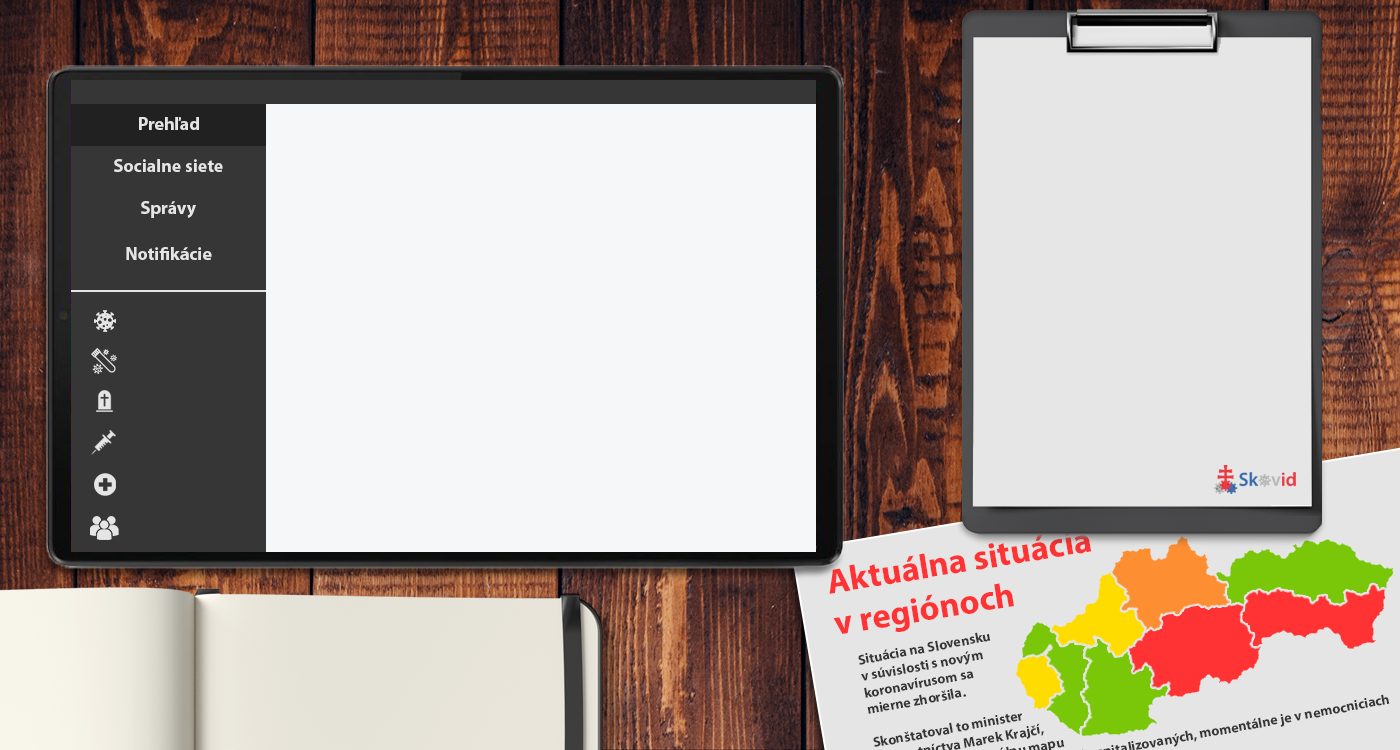 Prehľad
Socialne siete
Správy
Notifikácie
Skovid
Aktuálna situácia
v regiónoch
Situácia na Slovensku
v súvislosti s novým
koronavírusom sa
mierne zhoršila.
Skonštatoval to minister
Marek Krajčí,
mapu
momentálne je v nemocniciach